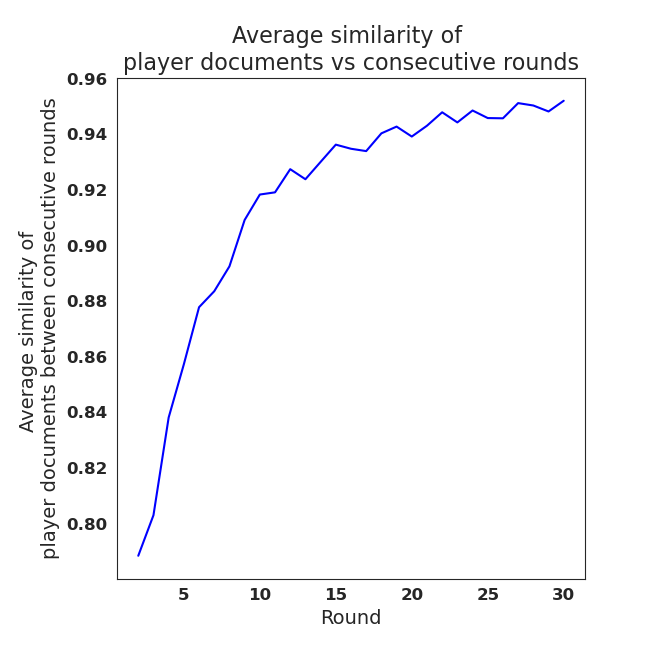 Average similarity of
player documents vs consecutive rounds
Average similarity of
player documents between consecutive rounds
0.96
0.94
0.92
0.90
0.88
0.86
0.84
0.82
0.80
5 10 15 20 25 30
Round